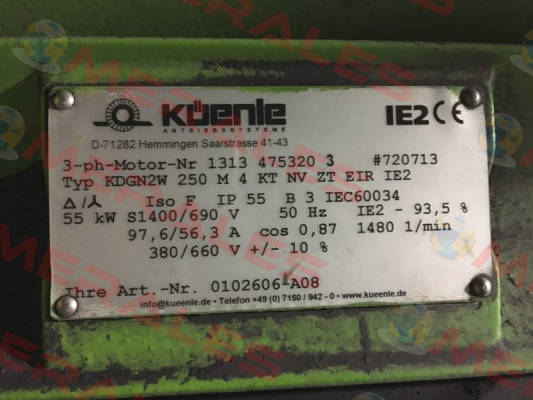 KÜENLE
ANTRIEBSSYSTEME
IE2 CE
D-71282 Hemmingen Saarstrasse 41-43
3-ph-Motor-Nr 1313 475320 3 #720713
Typ KDGN2W 250 M 4 KT NV ZT EIR IE2
Δ/⅄ Iso F IP 55 B 3 IEC60034
55 kW S1400/690 V 50 Hz IE2 - 93,5 %
97,6/56,3 A cos 0,87 1480 1/min
380/660 V +/- 10 %
Ihre Art.-Nr. 0102606-A08
info@kueenle.de • Telefon +49 (0) 7150 / 942 - 0 • www.kueenle.de
MERALES
MERALES
MERALES